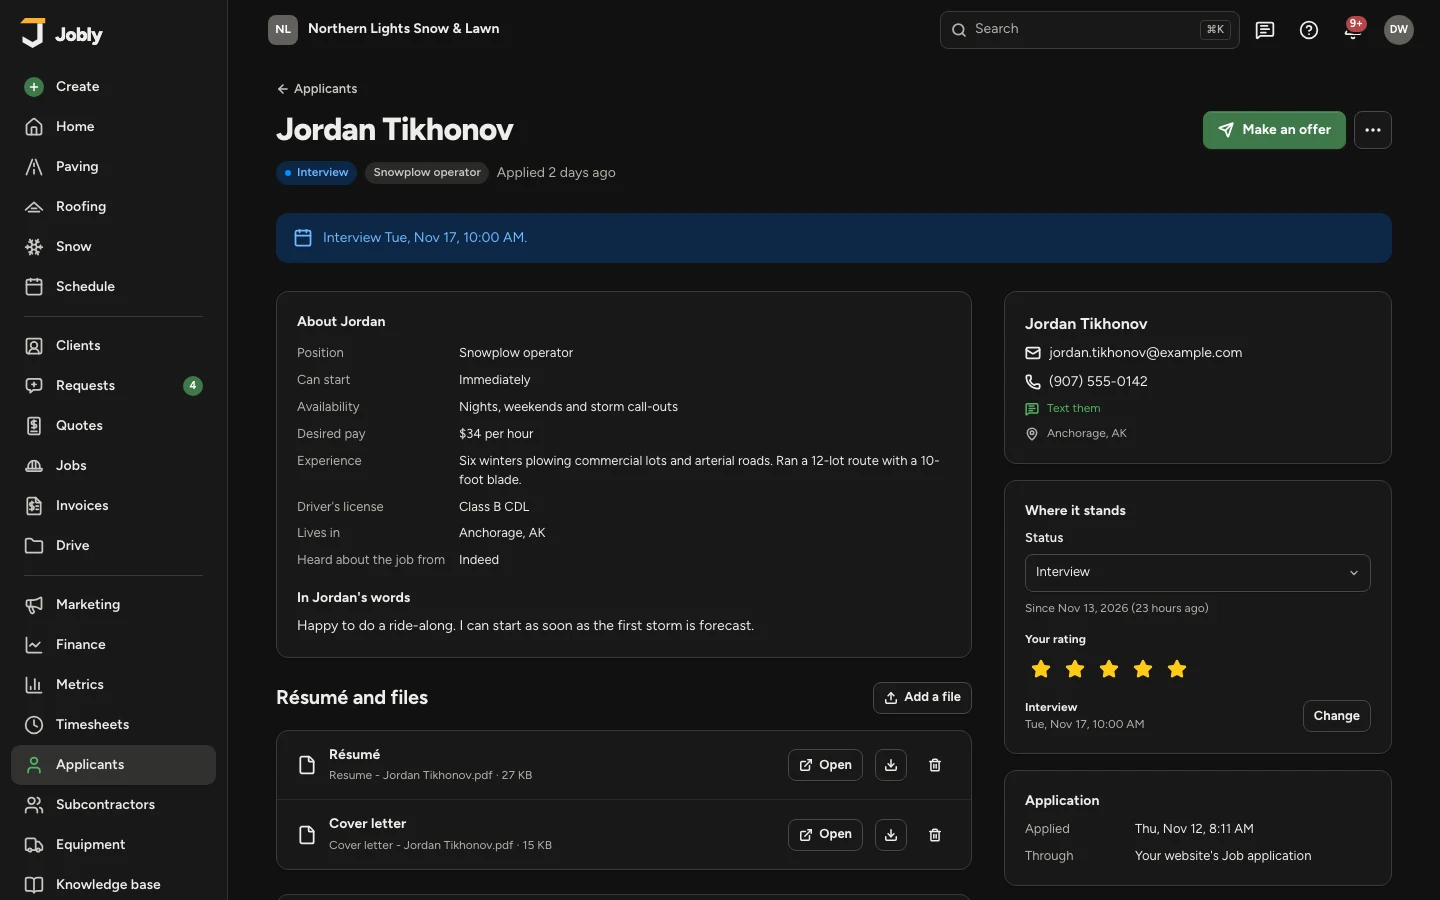 Jobly
Create
Home
Paving
Roofing
Snow
Schedule
Clients
Requests 4
Quotes
Jobs
Invoices
Drive
Marketing
Finance
Metrics
Timesheets
Applicants
Subcontractors
Equipment
Knowledge base
NL Northern Lights Snow & Lawn
Search ⌘K
9+
DW
← Applicants
Jordan Tikhonov
Make an offer
Interview Snowplow operator Applied 2 days ago
Interview Tue, Nov 17, 10:00 AM.
About Jordan
Position Snowplow operator
Can start Immediately
Availability Nights, weekends and storm call-outs
Desired pay $34 per hour
Experience Six winters plowing commercial lots and arterial roads. Ran a 12-lot route with a 10-
foot blade.
Driver's license Class B CDL
Lives in Anchorage, AK
Heard about the job from Indeed
In Jordan's words
Happy to do a ride-along. I can start as soon as the first storm is forecast.
Résumé and files
Add a file
Résumé
Resume - Jordan Tikhonov.pdf · 27 KB
Open
Cover letter
Cover letter - Jordan Tikhonov.pdf · 15 KB
Open
Jordan Tikhonov
jordan.tikhonov@example.com
(907) 555-0142
Text them
Anchorage, AK
Where it stands
Status
Interview
Since Nov 13, 2026 (23 hours ago)
Your rating
Interview
Tue, Nov 17, 10:00 AM
Change
Application
Applied Thu, Nov 12, 8:11 AM
Through Your website's Job application